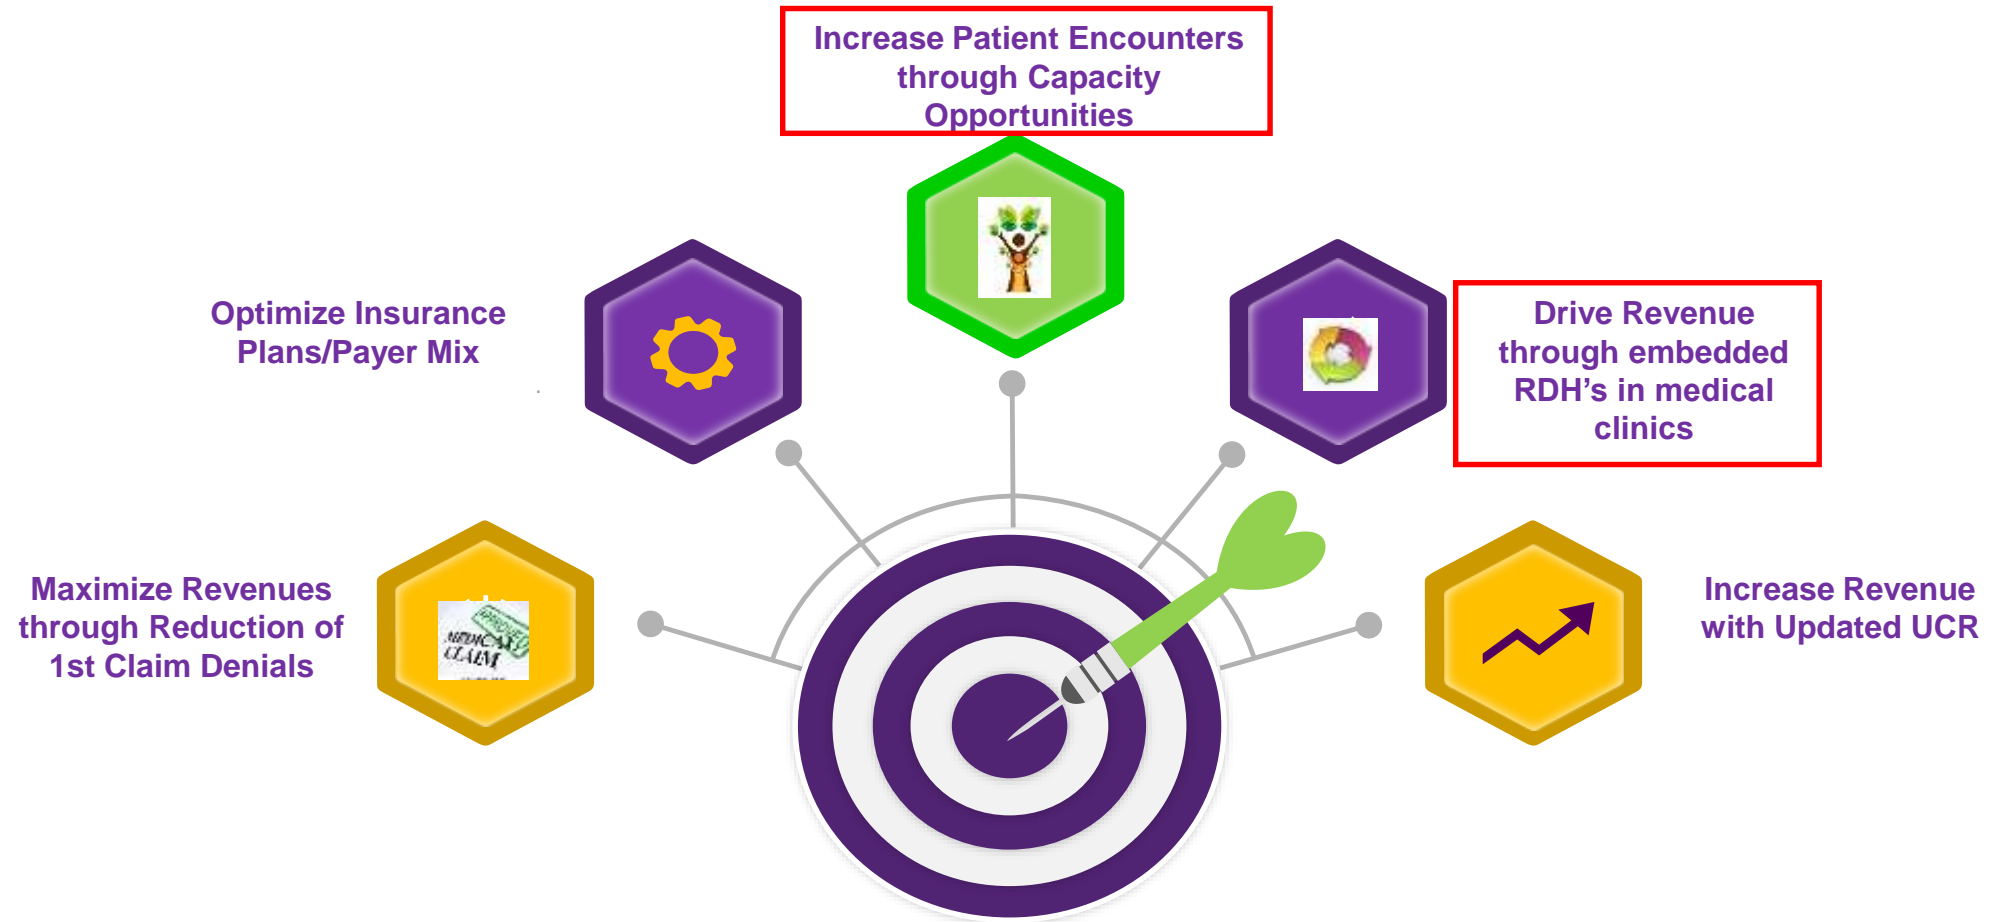 Increase Patient Encounters
through Capacity
Opportunities
Optimize Insurance
Plans/Payer Mix
Drive Revenue
through embedded
RDH’s in medical
clinics
Maximize Revenues
through Reduction of
1st Claim Denials
APPROVED
MEDICAL
CLAIM
Increase Revenue
with Updated UCR